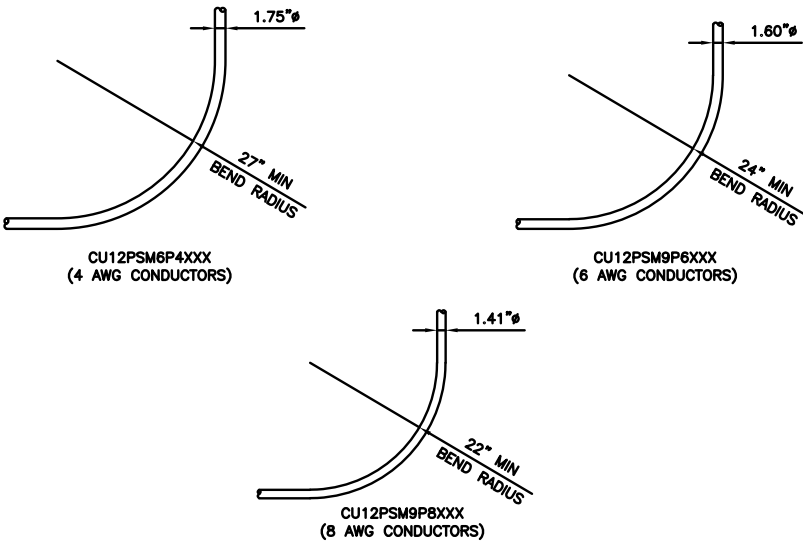 1.75"ø
27" MIN
BEND RADIUS
CU12PSM6P4XXX
(4 AWG CONDUCTORS)
1.60"ø
24" MIN
BEND RADIUS
CU12PSM9P6XXX
(6 AWG CONDUCTORS)
1.41"ø
22" MIN
BEND RADIUS
CU12PSM9P8XXX
(8 AWG CONDUCTORS)